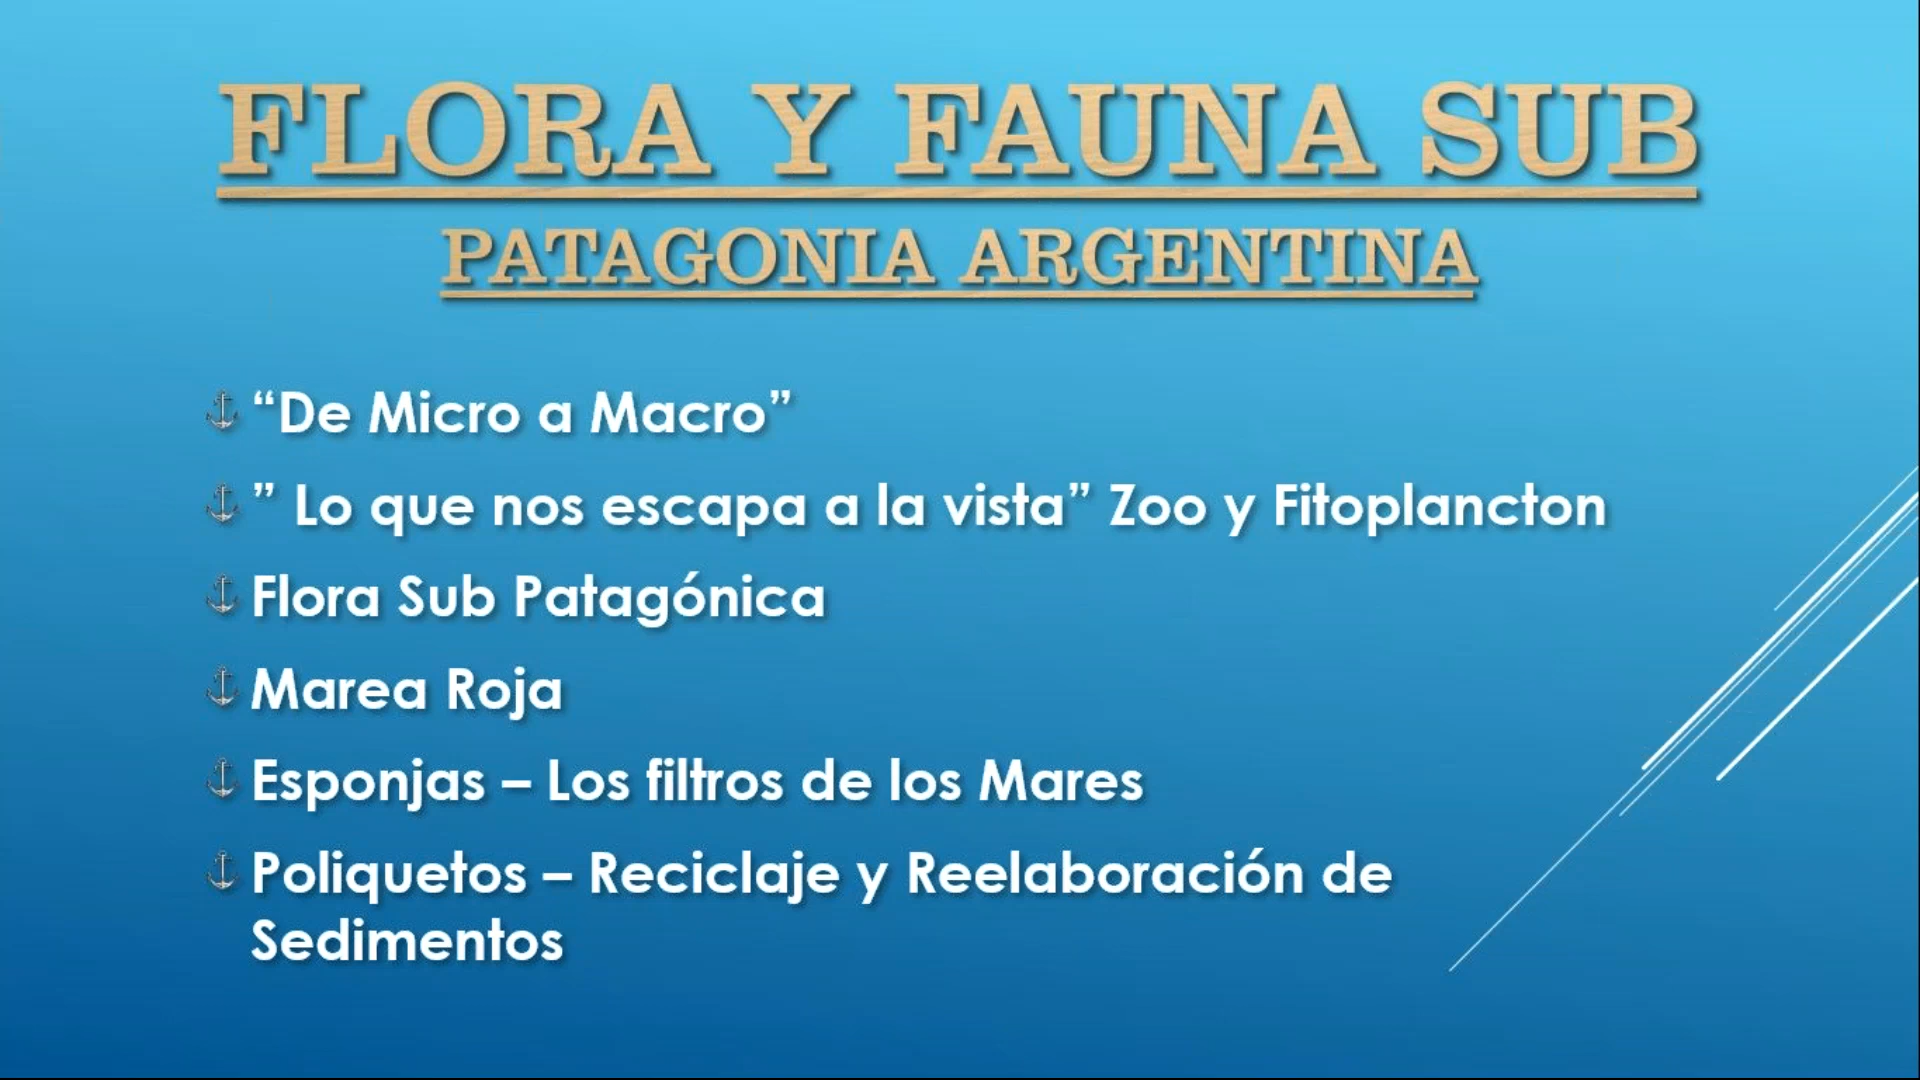 FLORA Y FAUNA SUB
PATAGONIA ARGENTINA
“De Micro a Macro”
” Lo que nos escapa a la vista” Zoo y Fitoplancton
Flora Sub Patagónica
Marea Roja
Esponjas – Los filtros de los Mares
Poliquetos – Reciclaje y Reelaboración de
Sedimentos